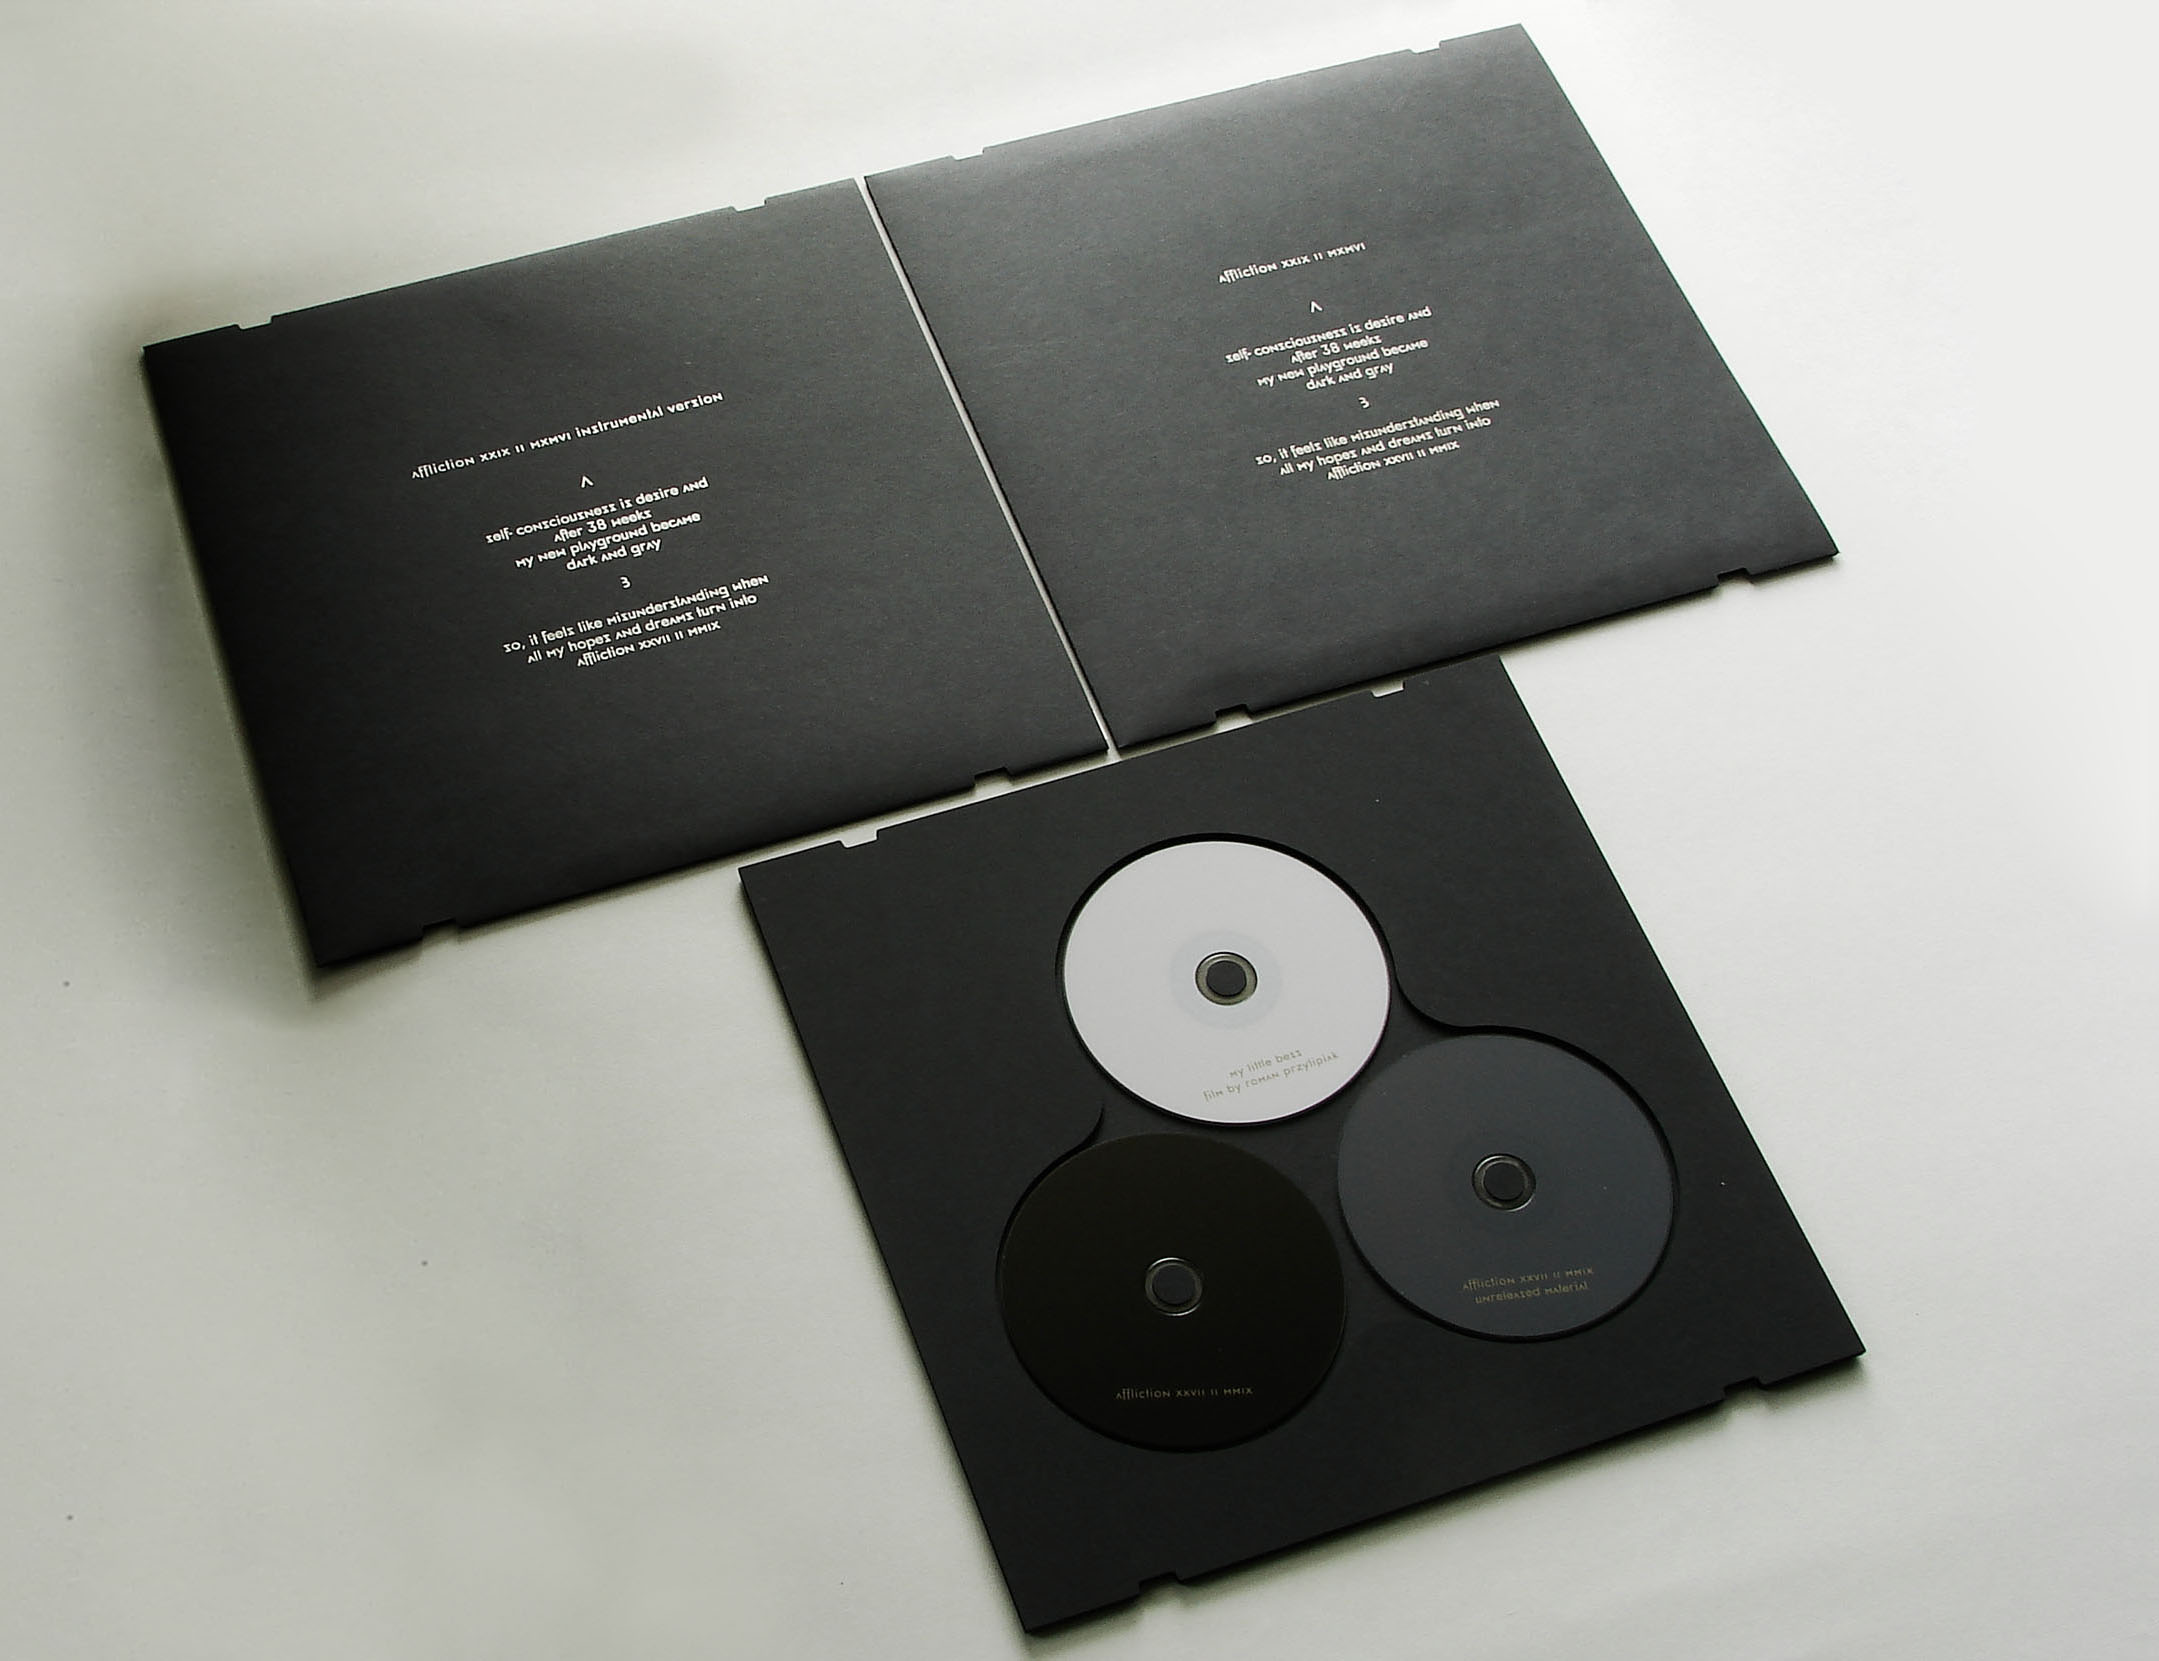 affliction xxix ii mxmvi instrumental version
A
self-consciousness is desire and
after 38 weeks
my new playground became
dark and gray
B
so, it feels like misunderstanding when
all my hopes and dreams turn into
affliction xxvii ii mmix
affliction xxix ii mxmvi
A
self-consciousness is desire and
after 38 weeks
my new playground became
dark and gray
B
so, it feels like misunderstanding when
all my hopes and dreams turn into
affliction xxvii ii mmix
my little bess
film by roman przylipiak
affliction xxvii ii mmix
unreleased material
affliction xxvii ii mmix